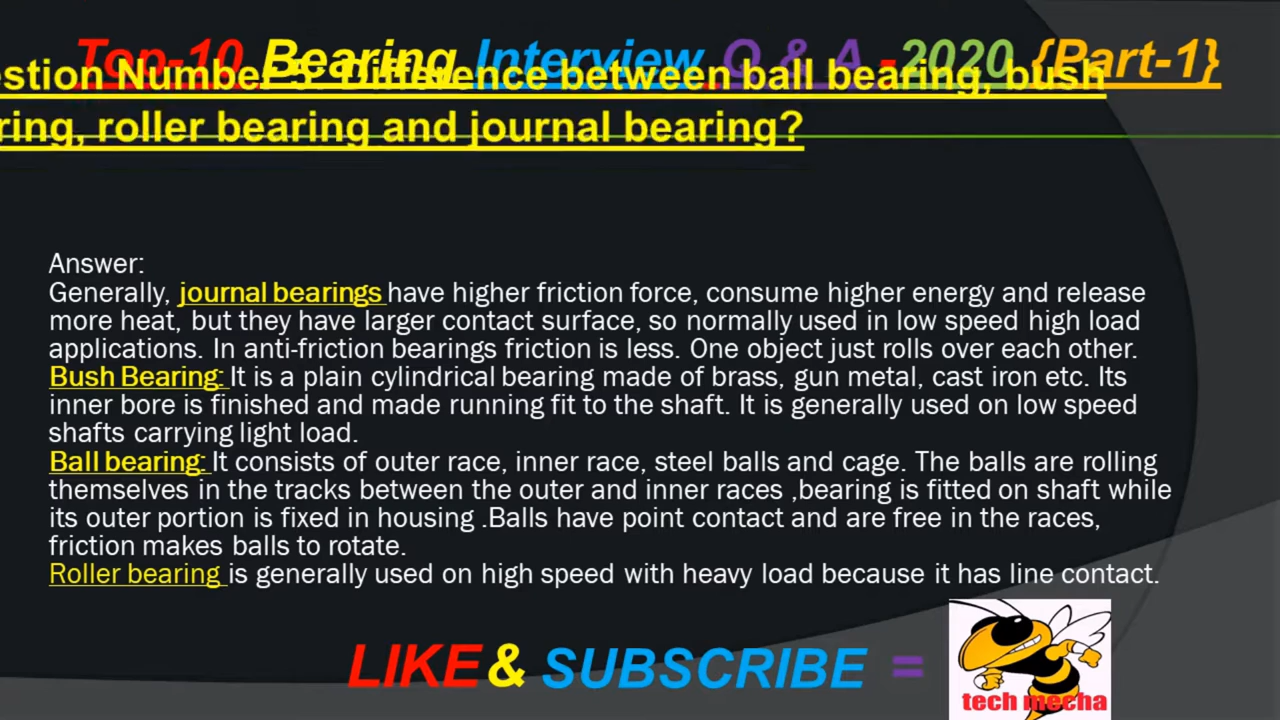 Top-10 Bearing Interview Q & A -2020 {Part-1}
estion Number 5: Difference between ball bearing, bush
ring, roller bearing and journal bearing?
Answer:
Generally, journal bearings have higher friction force, consume higher energy and release
more heat, but they have larger contact surface, so normally used in low speed high load
applications. In anti-friction bearings friction is less. One object just rolls over each other.
Bush Bearing: It is a plain cylindrical bearing made of brass, gun metal, cast iron etc. Its
inner bore is finished and made running fit to the shaft. It is generally used on low speed
shafts carrying light load.
Ball bearing: It consists of outer race, inner race, steel balls and cage. The balls are rolling
themselves in the tracks between the outer and inner races ,bearing is fitted on shaft while
its outer portion is fixed in housing .Balls have point contact and are free in the races,
friction makes balls to rotate.
Roller bearing is generally used on high speed with heavy load because it has line contact.
LIKE & SUBSCRIBE =
tech mecha